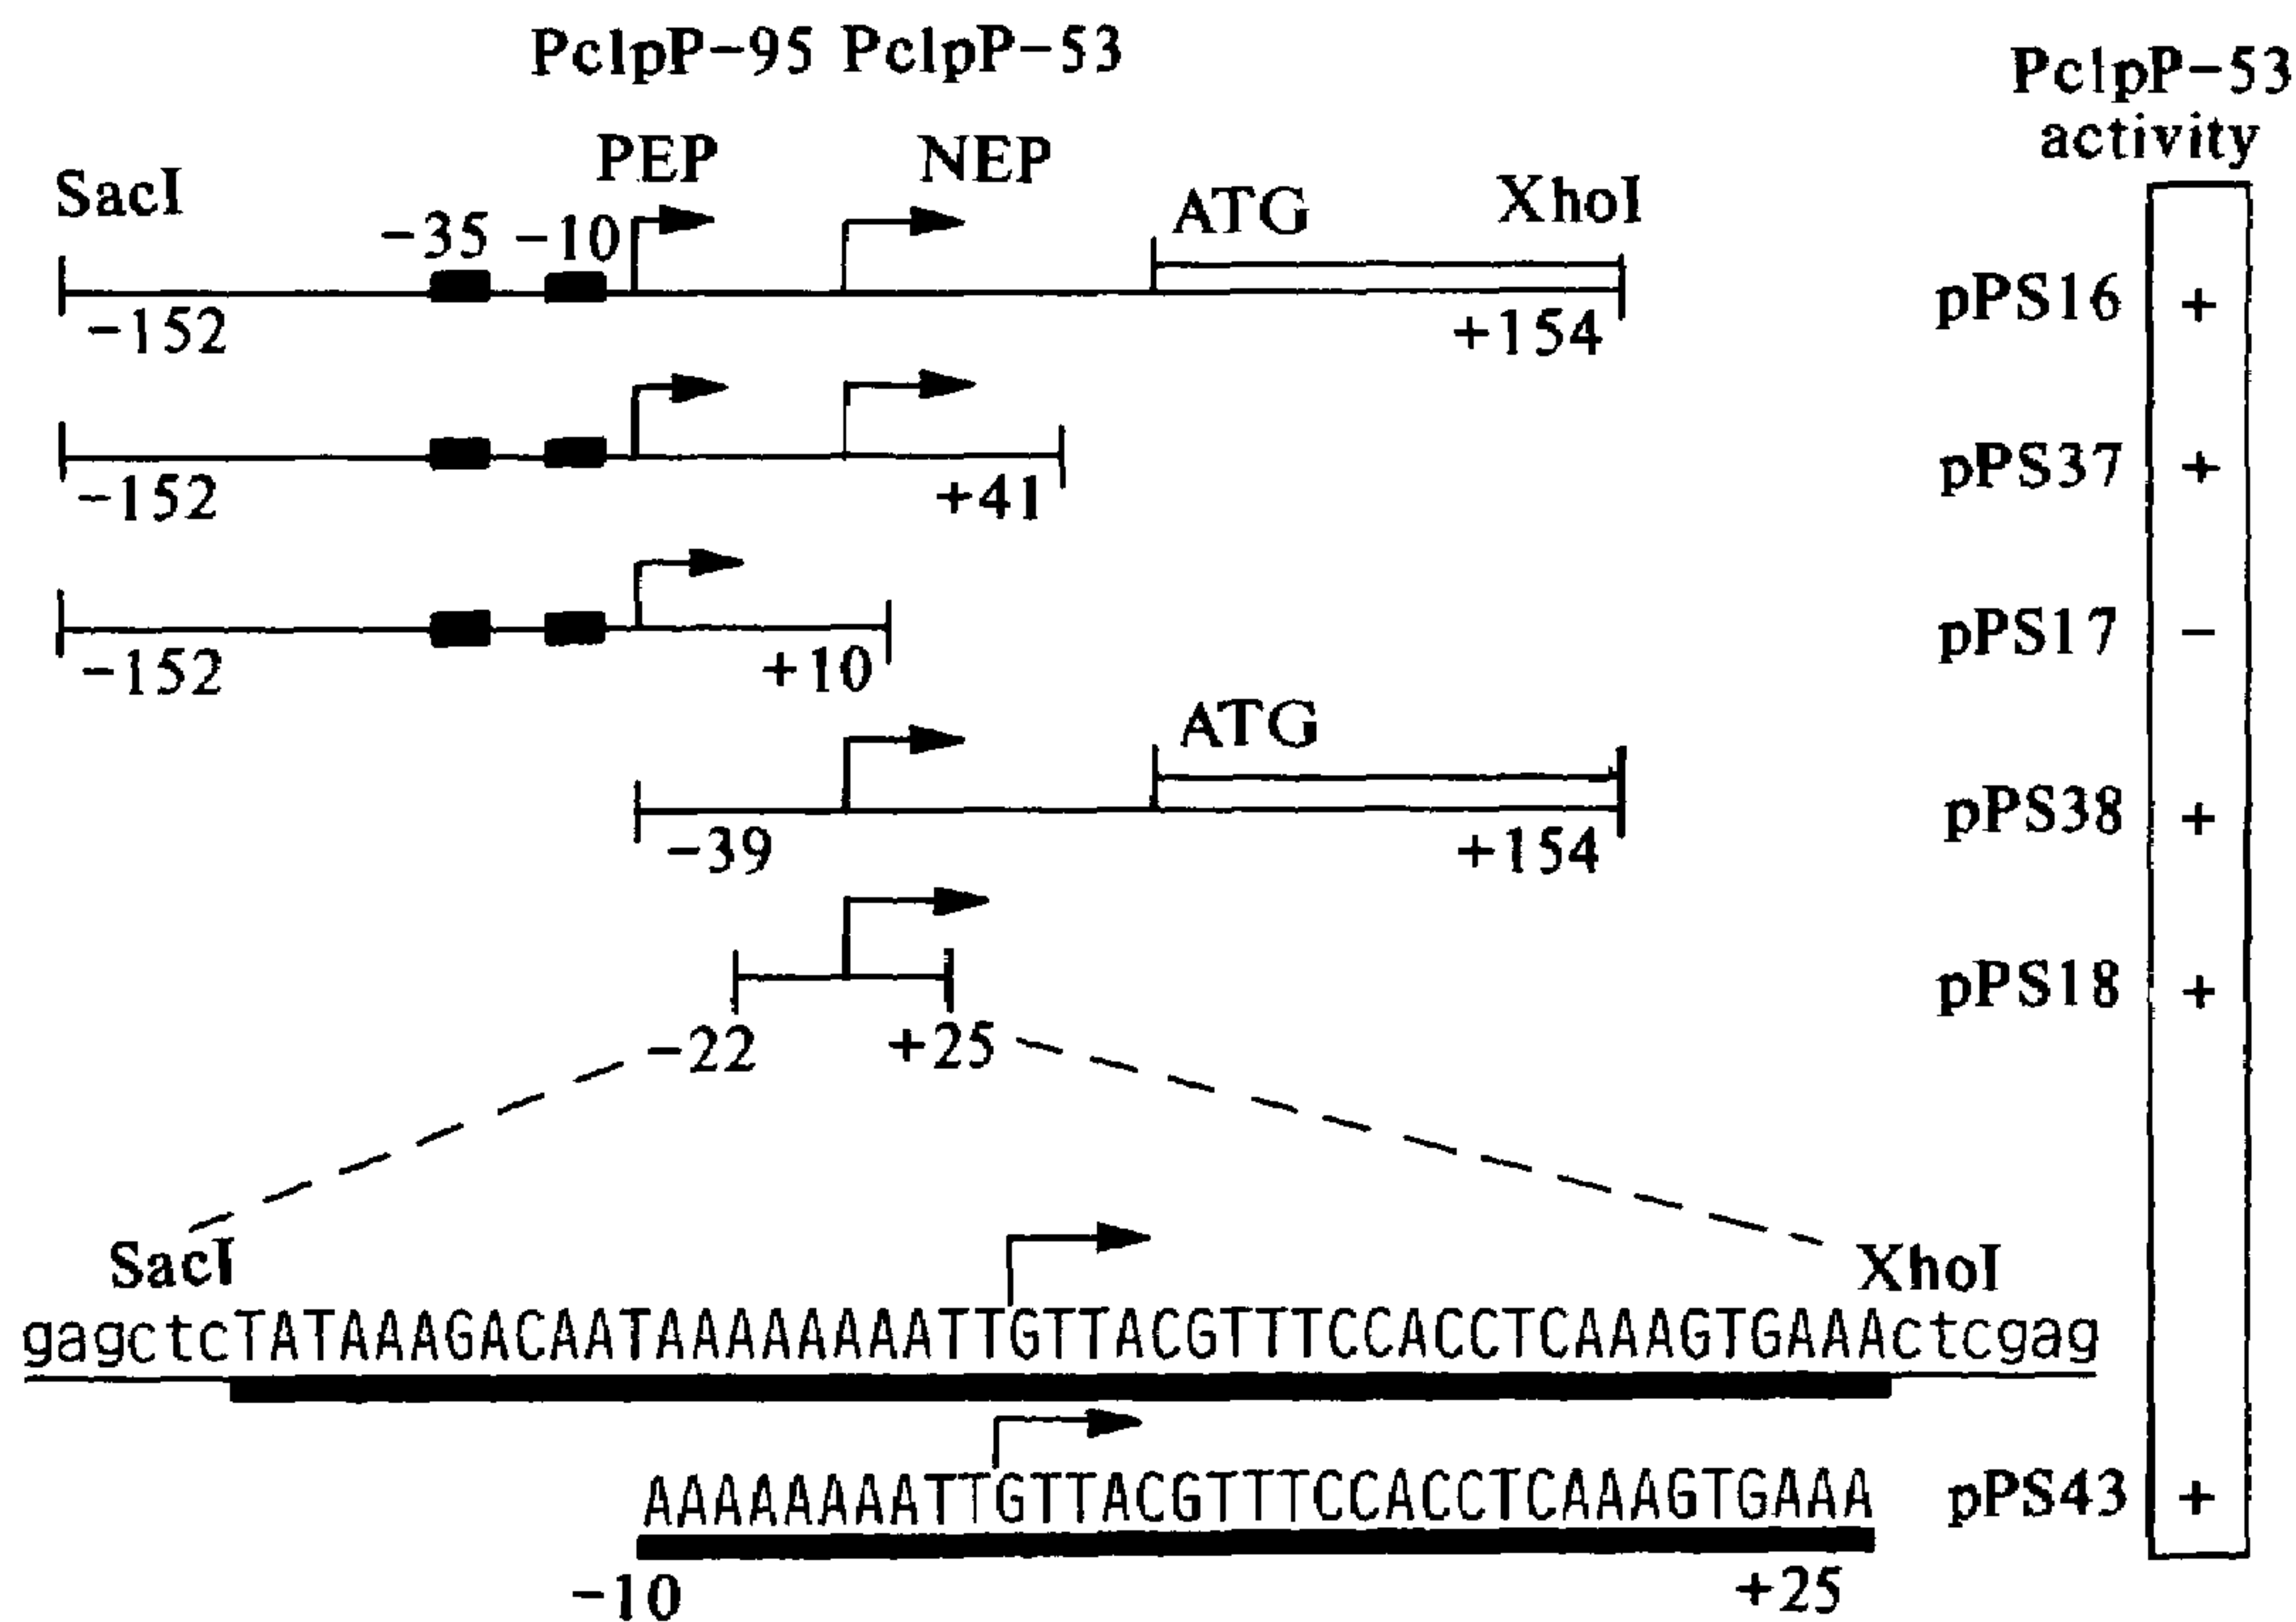 PclpP-95 PclpP-53
PclpP-53
activity
PEP NEP
SacI -35 -10 ATG XhoI
-152 +154 pPS16 +
-152 +41 pPS37 +
-152 +10 pPS17 -
ATG
-39 +154 pPS38 +
-22 +25 pPS18 +
SacI XhoI
gagctcTATAAAGACAATAAAAAAAATTGTTACGTTTCCACCTCAAAGTGAAActcgag
AAAAAAAATTGTTACGTTTCCACCTCAAAGTGAAA pPS43 +
-10 +25